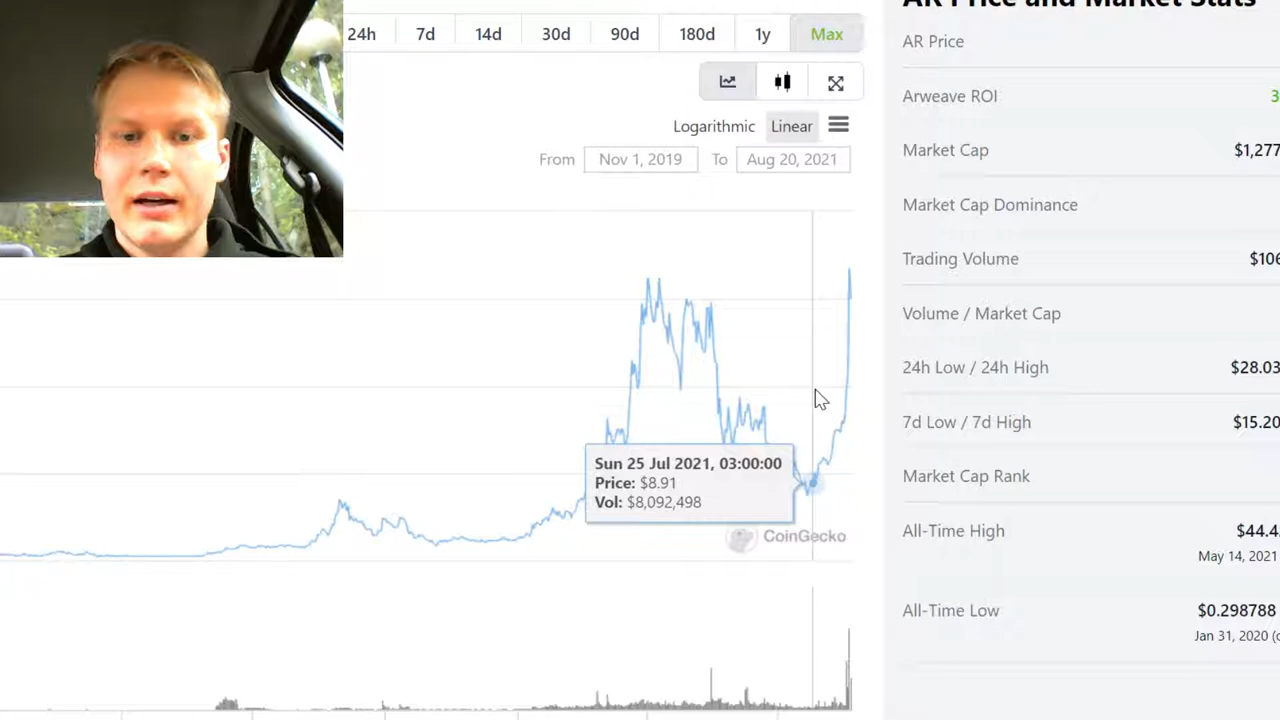 24h 7d 14d 30d 90d 180d 1y Max
Logarithmic Linear
From Nov 1, 2019 To Aug 20, 2021
Sun 25 Jul 2021, 03:00:00
Price: $8.91
Vol: $8,092,498
CoinGecko
AR Price and Market Stats
AR Price
Arweave ROI 3
Market Cap $1,277
Market Cap Dominance
Trading Volume $106
Volume / Market Cap
24h Low / 24h High $28.03
7d Low / 7d High $15.20
Market Cap Rank
All-Time High $44.4
May 14, 2021
All-Time Low $0.298788
Jan 31, 2020 (